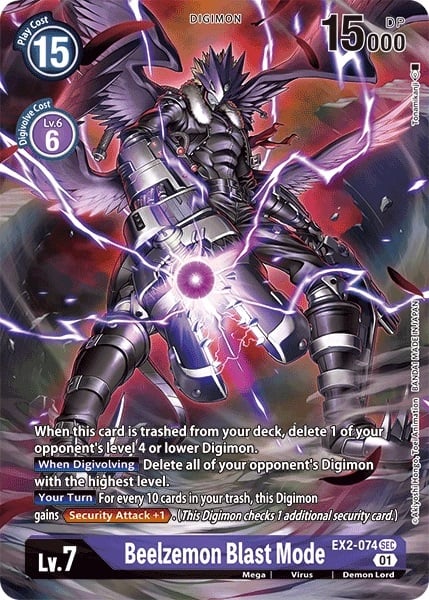 DIGIMON
Play Cost
15
DP
15000
Digivolve Cost
Lv.6
6
Tonamikanji
When this card is trashed from your deck, delete 1 of your
opponent's level 4 or lower Digimon.
When Digivolving Delete all of your opponent's Digimon
with the highest level.
Your Turn For every 10 cards in your trash, this Digimon
gains Security Attack +1. (This Digimon checks 1 additional security card.)
©Akiyoshi Hongo, Toei Animation BANDAI MADE IN JAPAN
Lv.7
Beelzemon Blast Mode
EX2-074 SEC
01
Mega | Virus | Demon Lord